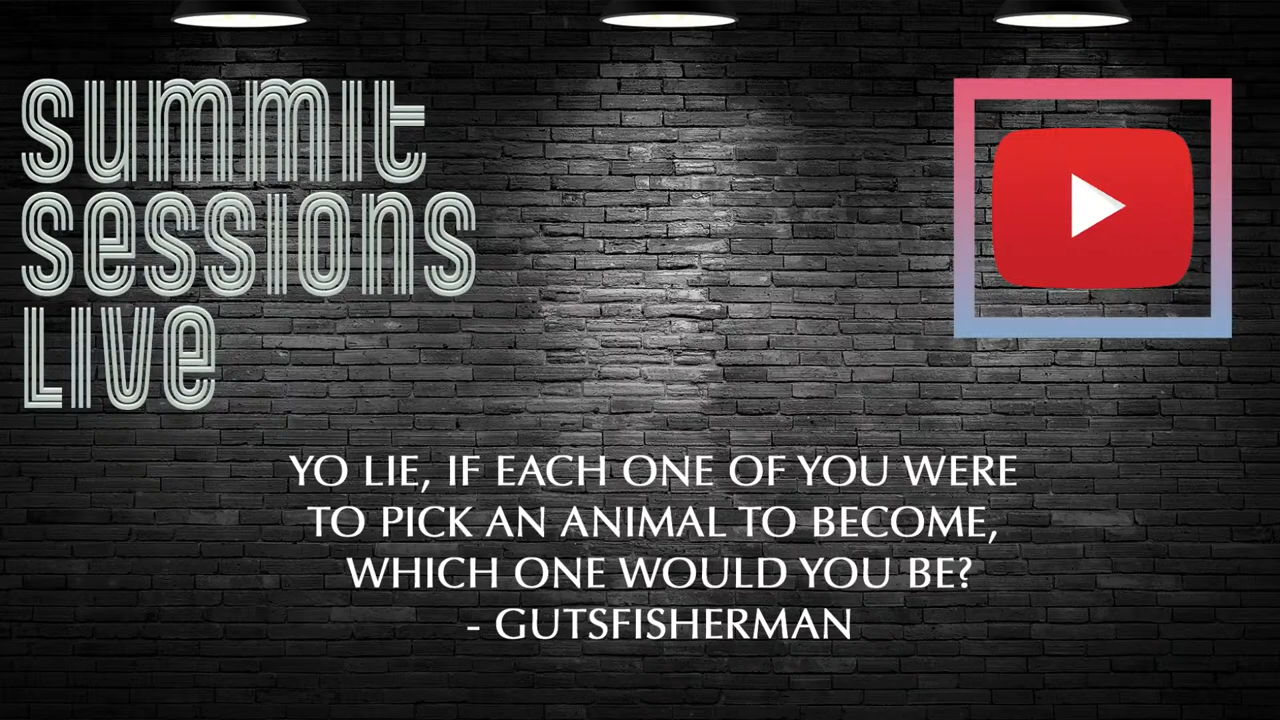 summit
sessions
Live
YO LIE, IF EACH ONE OF YOU WERE
TO PICK AN ANIMAL TO BECOME,
WHICH ONE WOULD YOU BE?
- GUTSFISHERMAN